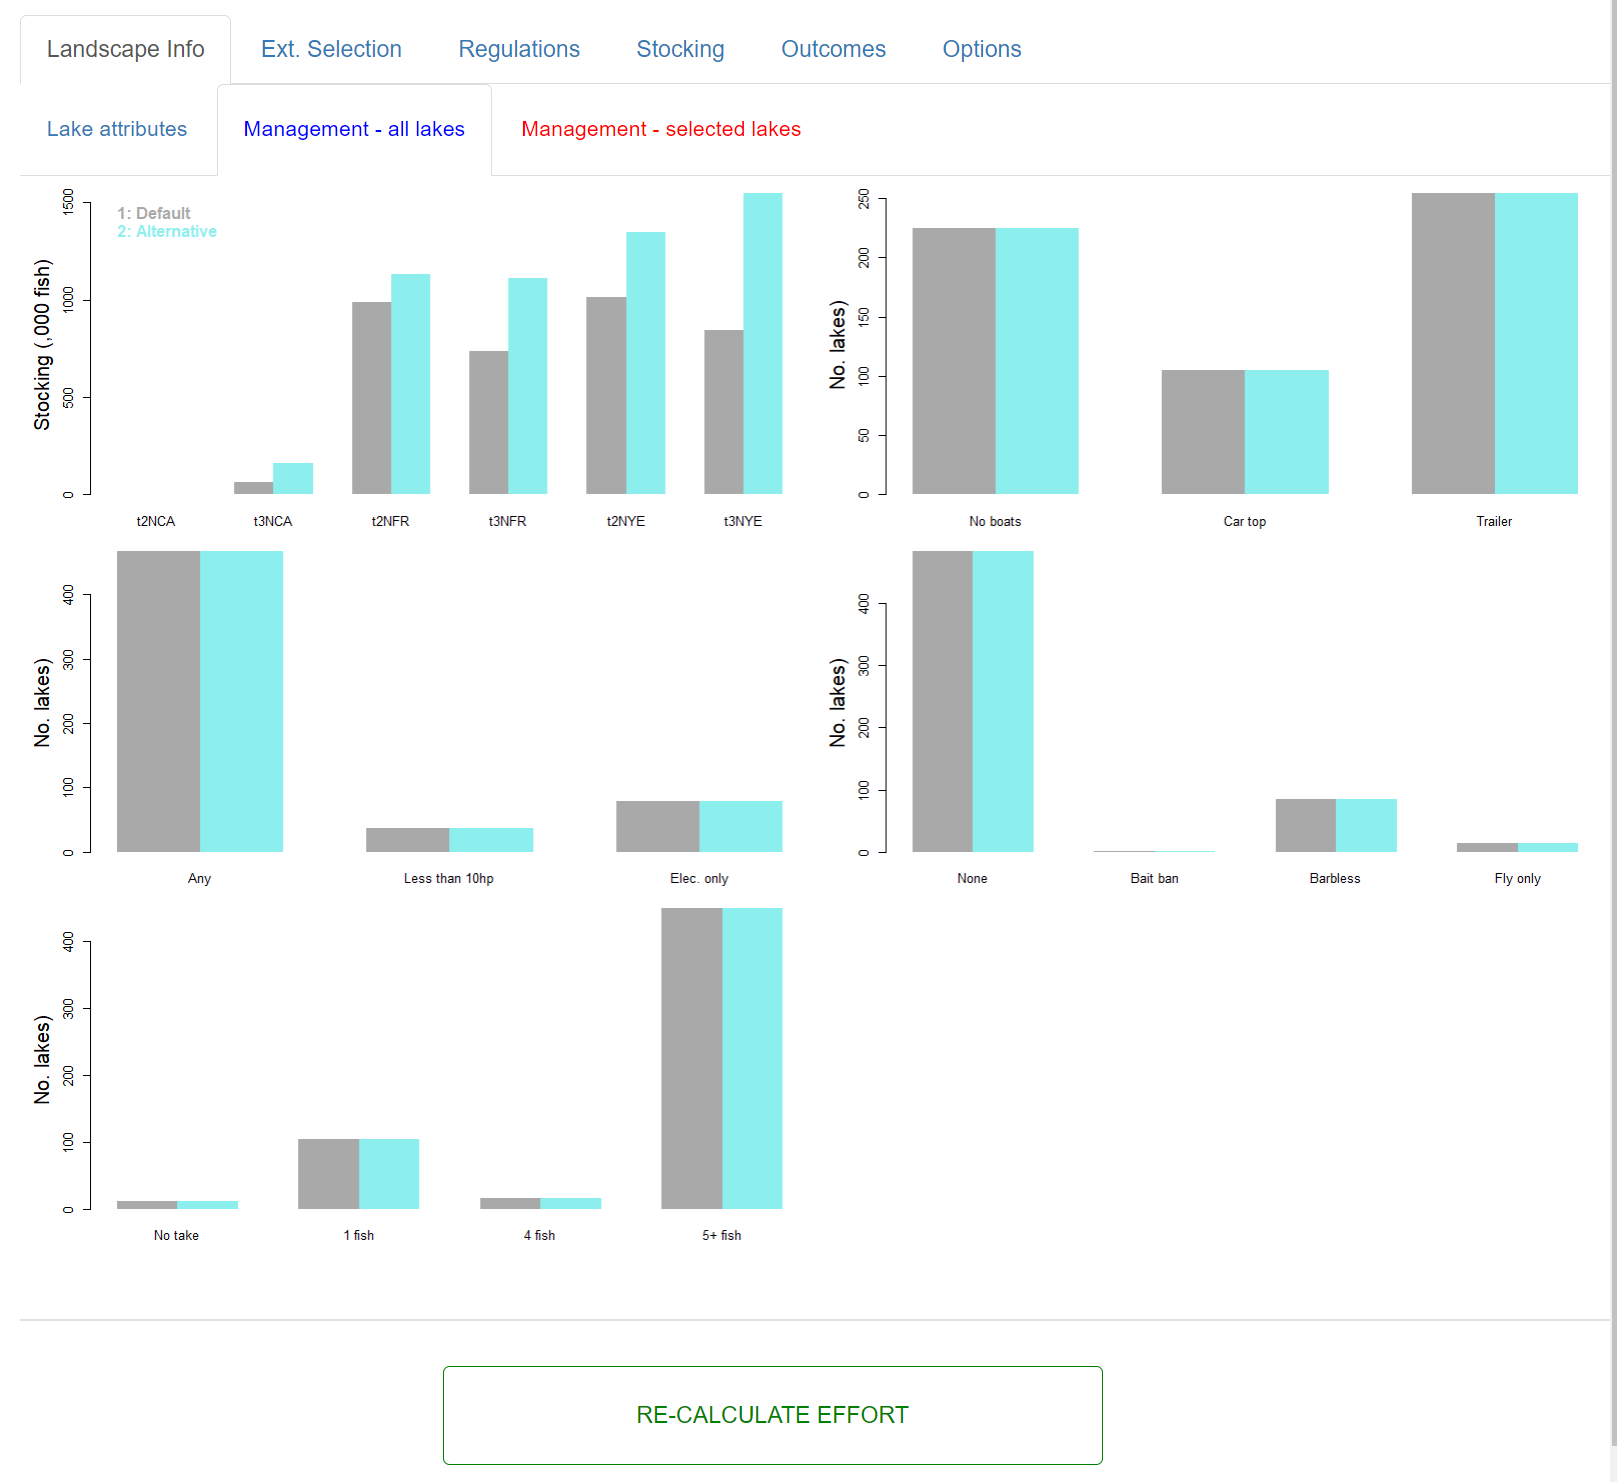 Landscape Info Ext. Selection Regulations Stocking Outcomes Options
Lake attributes Management - all lakes Management - selected lakes
Stocking (,000 fish)
0 500 1000 1500
1: Default
2: Alternative
t2NCA t3NCA t2NFR t3NFR t2NYE t3NYE
No. lakes)
0 50 100 150 200 250
No boats Car top Trailer
No. lakes)
0 100 200 300 400
Any Less than 10hp Elec. only
No. lakes)
0 100 200 300 400
None Bait ban Barbless Fly only
No. lakes)
0 100 200 300 400
No take 1 fish 4 fish 5+ fish
RE-CALCULATE EFFORT